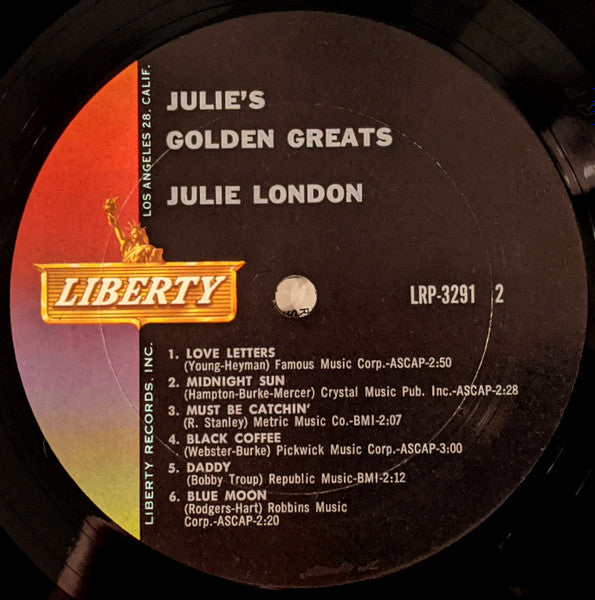 JULIE'S
GOLDEN GREATS
JULIE LONDON
LOS ANGELES 28, CALIF.
LIBERTY
LRP-3291 2
LIBERTY RECORDS, INC.
1. LOVE LETTERS
(Young-Heyman) Famous Music Corp.-ASCAP-2:50
2. MIDNIGHT SUN
(Hampton-Burke-Mercer) Crystal Music Pub. Inc.-ASCAP-2:28
3. MUST BE CATCHIN'
(R. Stanley) Metric Music Co.-BMI-2:07
4. BLACK COFFEE
(Webster-Burke) Pickwick Music Corp.-ASCAP-3:00
5. DADDY
(Bobby Troup) Republic Music-BMI-2:12
6. BLUE MOON
(Rodgers-Hart) Robbins Music
Corp.-ASCAP-2:20